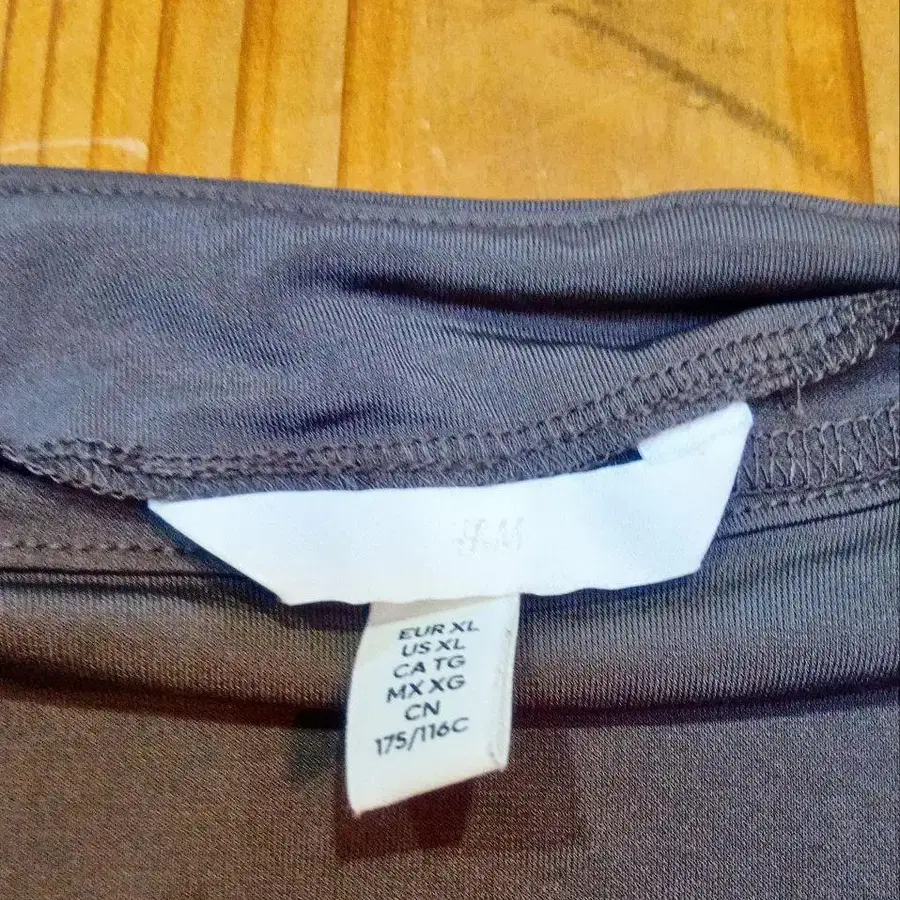 H&M
EUR XL
US XL
CA TG
MX XG
CN
175/116C